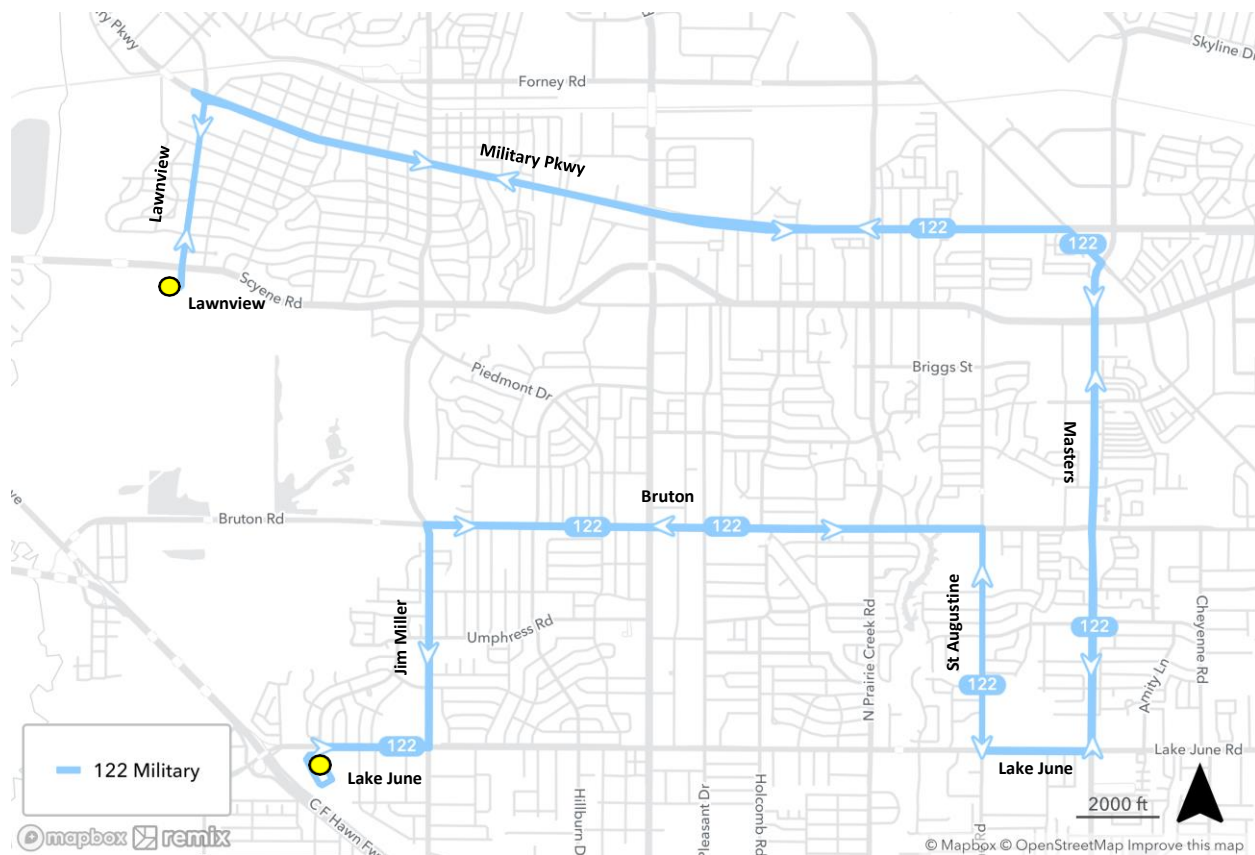 ry Pkwy
Skyline Dr
Forney Rd
Military Pkwy
Lawnview
122
122
Scyene Rd
Lawnview
Piedmont Dr
Briggs St
Masters
Bruton
Bruton Rd
122
122
Jim Miller
Umphress Rd
N Prairie Creek Rd
St Augustine
122
Cheyenne Rd
Amity Ln
122
122
Lake June
Lake June
Lake June Rd
122 Military
C F Hawn Fw
Hillburn D
Pleasant Dr
Holcomb Rd
Rd
2000 ft
mapbox remix
© Mapbox © OpenStreetMap Improve this map